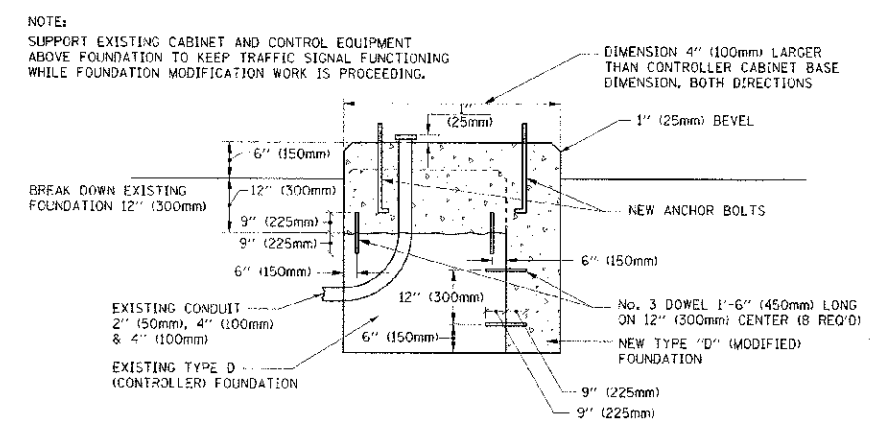 NOTE:
SUPPORT EXISTING CABINET AND CONTROL EQUIPMENT
ABOVE FOUNDATION TO KEEP TRAFFIC SIGNAL FUNCTIONING
WHILE FOUNDATION MODIFICATION WORK IS PROCEEDING.
DIMENSION 4" (100mm) LARGER
THAN CONTROLLER CABINET BASE
DIMENSION, BOTH DIRECTIONS
1"
(25mm)
1" (25mm) BEVEL
6" (150mm)
BREAK DOWN EXISTING
FOUNDATION 12" (300mm)
12" (300mm)
NEW ANCHOR BOLTS
9" (225mm)
9" (225mm)
6" (150mm)
6" (150mm)
12" (300mm)
EXISTING CONDUIT
2" (50mm), 4" (100mm)
& 4" (100mm)
No. 3 DOWEL 1'-6" (450mm) LONG
ON 12" (300mm) CENTER (8 REQ'D)
6" (150mm)
NEW TYPE "D" (MODIFIED)
FOUNDATION
EXISTING TYPE D
(CONTROLLER) FOUNDATION
9" (225mm)
9" (225mm)